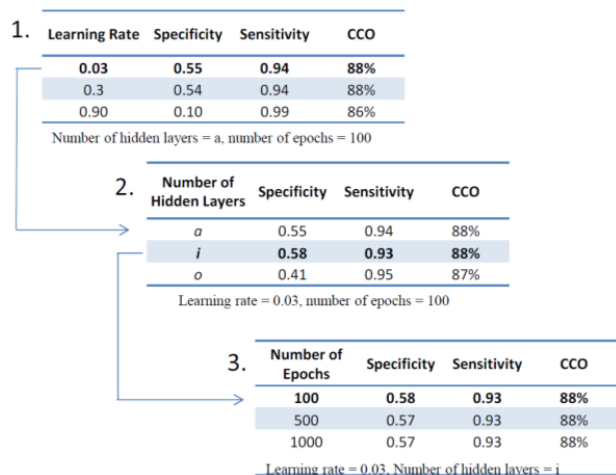 1.
Learning Rate Specificity Sensitivity CCO
0.03 0.55 0.94 88%
0.3 0.54 0.94 88%
0.90 0.10 0.99 86%
Number of hidden layers = a, number of epochs = 100
2.
Number of
Hidden Layers Specificity Sensitivity CCO
a 0.55 0.94 88%
i 0.58 0.93 88%
o 0.41 0.95 87%
Learning rate = 0.03, number of epochs = 100
3.
Number of
Epochs Specificity Sensitivity CCO
100 0.58 0.93 88%
500 0.57 0.93 88%
1000 0.57 0.93 88%
Learning rate = 0.03, Number of hidden layers = i